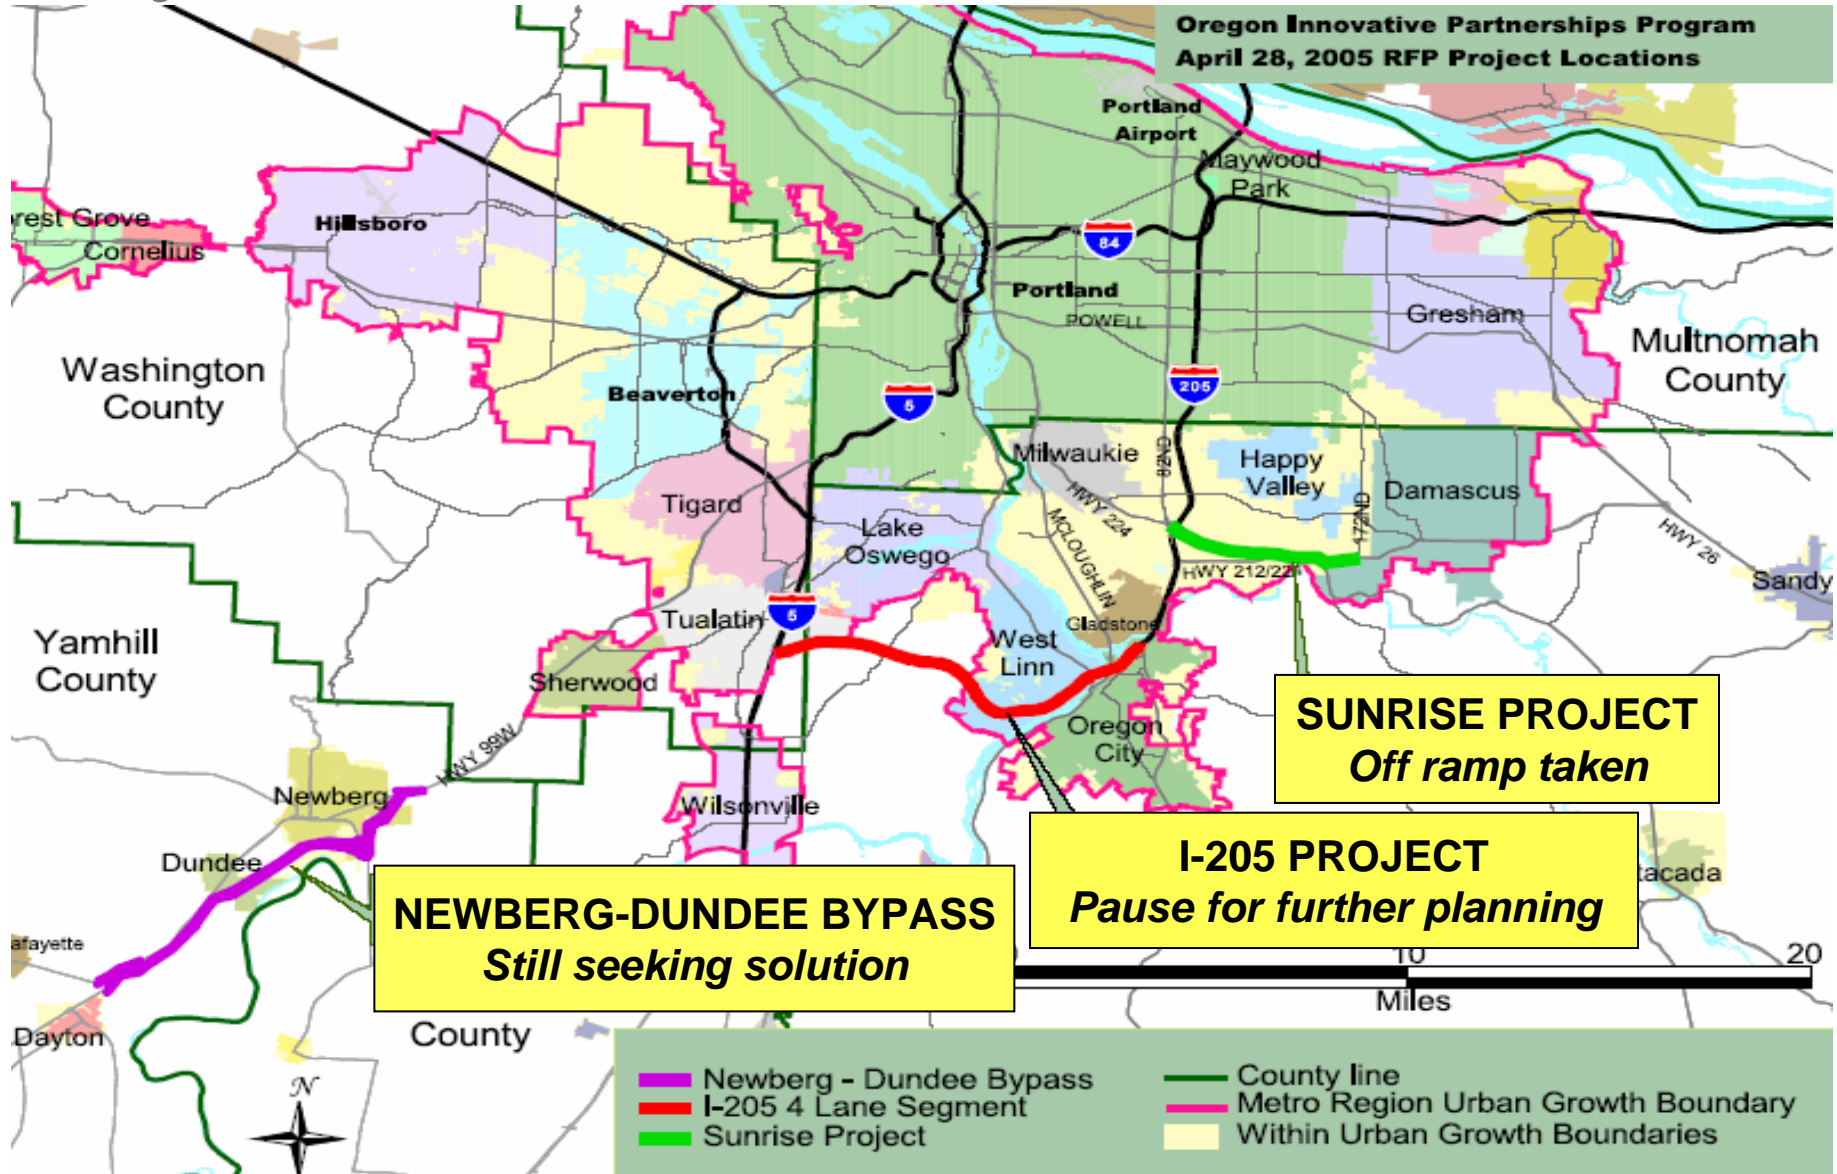 Oregon Innovative Partnerships Program
April 28, 2005 RFP Project Locations
Portland
Airport
Maywood
Park
rest Grove
Cornelius
Hillsboro
84
Portland
POWELL
Gresham
Multnomah
County
Washington
County
Beaverton
5
205
Milwaukie
82ND
Happy
Valley
172ND
Damascus
Tigard
HWY 224
Lake
Oswego
MCLOUGHLIN
HWY 26
HWY 212/224
Sandy
Tualatin
5
Gladstone
West
Linn
Yamhill
County
Sherwood
SUNRISE PROJECT
Off ramp taken
Oregon
City
HWY 99W
Newberg
Wilsonville
Dundee
I-205 PROJECT
Pause for further planning
tacada
NEWBERG-DUNDEE BYPASS
Still seeking solution
afayette
10
20
Miles
Dayton
County
N
Newberg - Dundee Bypass
I-205 4 Lane Segment
Sunrise Project
County line
Metro Region Urban Growth Boundary
Within Urban Growth Boundaries